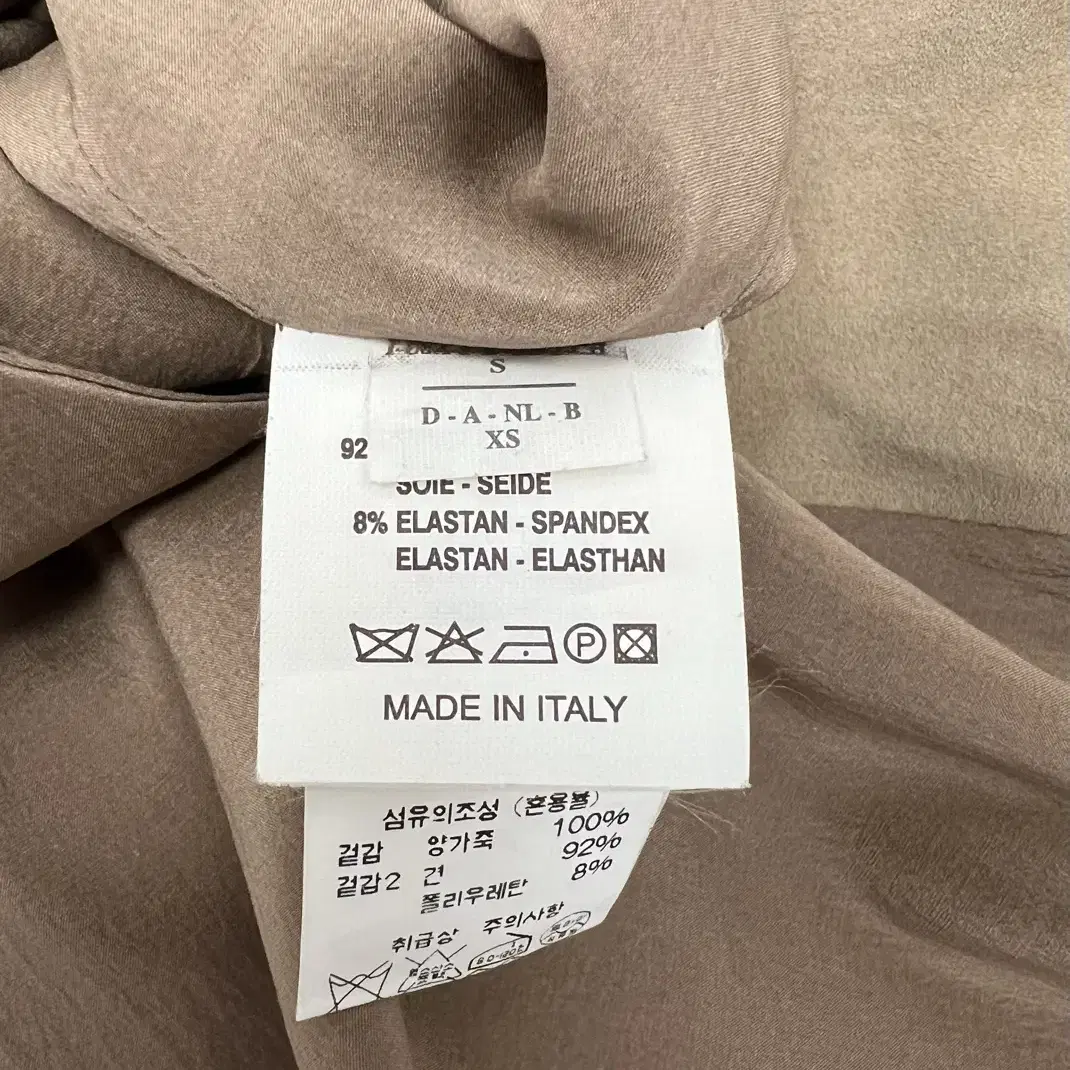 S
D - A - NL - B
XS
92
SOIE - SEIDE
8% ELASTAN - SPANDEX
ELASTAN - ELASTHAN
P
MADE IN ITALY
섬유의조성 (혼용율)
겉감 양가죽 100%
겉감2 견 92%
폴리우레탄 8%
취급상 주의사항